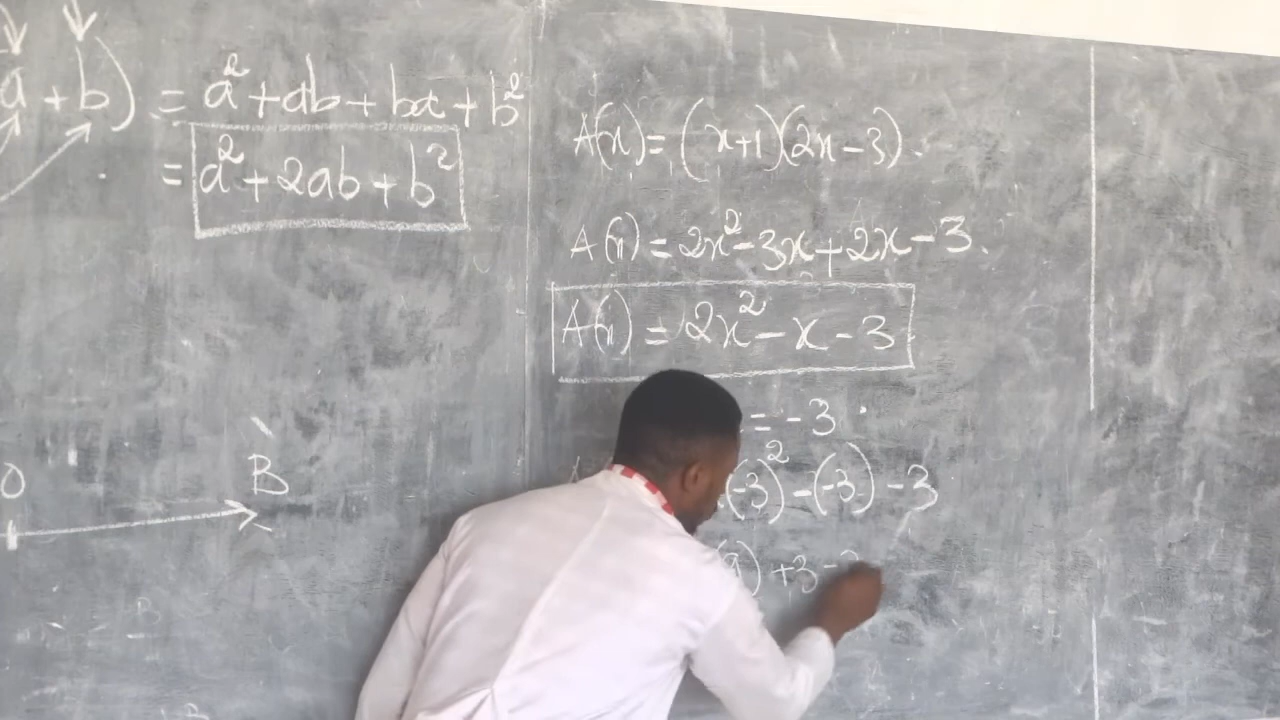 a + b) = a² + ab + ba + b²
= a² + 2ab + b²
O B
B
A(x) = (x+1)(2x-3).
A(x) = 2x² - 3x + 2x - 3.
A(x) = 2x² - x - 3
= -3.
(-3)² - (-3) - 3
(9) + 3 -